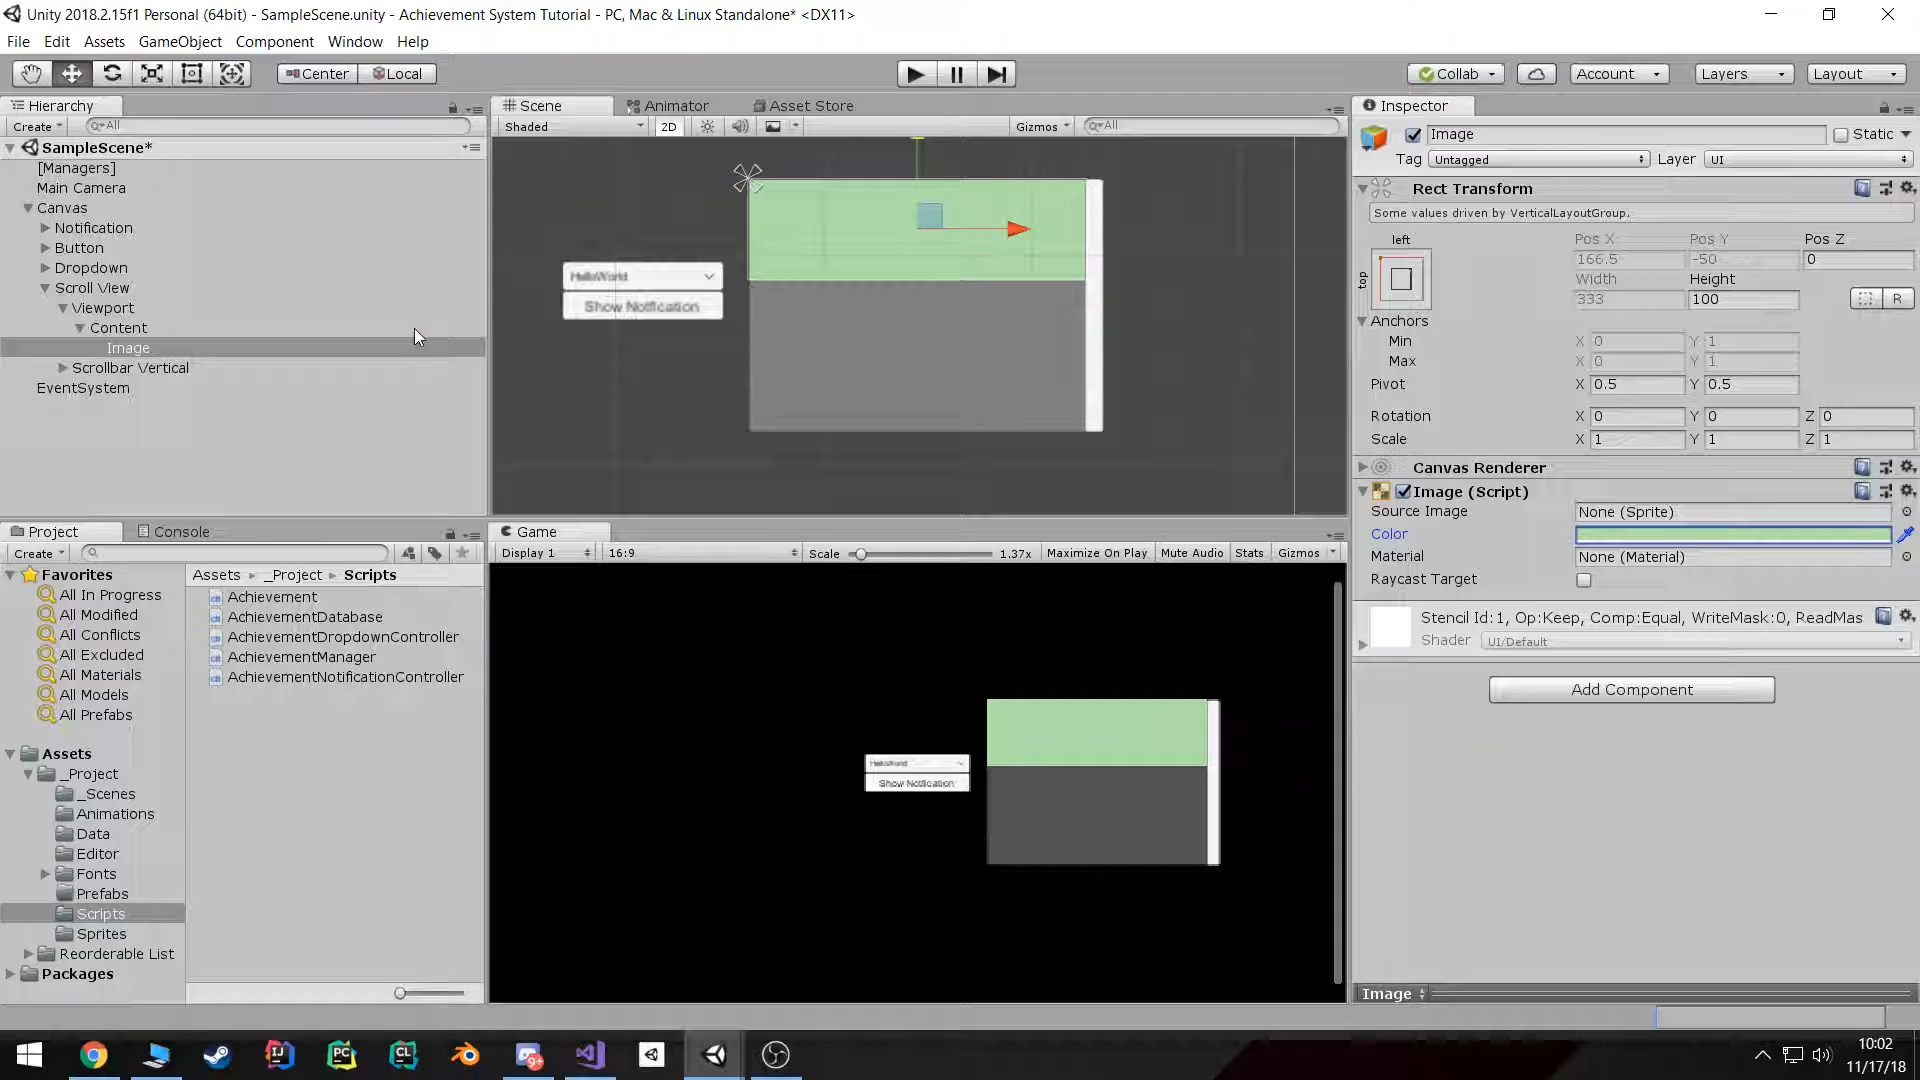 Unity 2018.2.15f1 Personal (64bit) - SampleScene.unity - Achievement System Tutorial - PC, Mac & Linux Standalone* <DX11>
File Edit Assets GameObject Component Window Help
Center Local Collab Account Layers Layout
Hierarchy
Create All
SampleScene*
[Managers]
Main Camera
Canvas
Notification
Button
Dropdown
Scroll View
Viewport
Content
Image
Scrollbar Vertical
EventSystem
Scene Animator Asset Store
Shaded 2D Gizmos All
HelloWorld
Show Notification
Inspector
Image Static
Tag Untagged Layer UI
Rect Transform
Some values driven by VerticalLayoutGroup.
left Pos X Pos Y Pos Z
top 166.5 -50 0
Width Height
333 100 R
Anchors
Min X 0 Y 1
Max X 0 Y 1
Pivot X 0.5 Y 0.5
Rotation X 0 Y 0 Z 0
Scale X 1 Y 1 Z 1
Canvas Renderer
Image (Script)
Source Image None (Sprite)
Color
Material None (Material)
Raycast Target
Stencil Id:1, Op:Keep, Comp:Equal, WriteMask:0, ReadMas
Shader UI/Default
Add Component
Image
Project Console
Create
Favorites
All In Progress
All Modified
All Conflicts
All Excluded
All Materials
All Models
All Prefabs
Assets
_Project
_Scenes
Animations
Data
Editor
Fonts
Prefabs
Scripts
Sprites
Reorderable List
Packages
Assets _Project Scripts
Achievement
AchievementDatabase
AchievementDropdownController
AchievementManager
AchievementNotificationController
Game
Display 1 16:9 Scale 1.37x Maximize On Play Mute Audio Stats Gizmos
HelloWorld
Show Notification
10:02
11/17/18